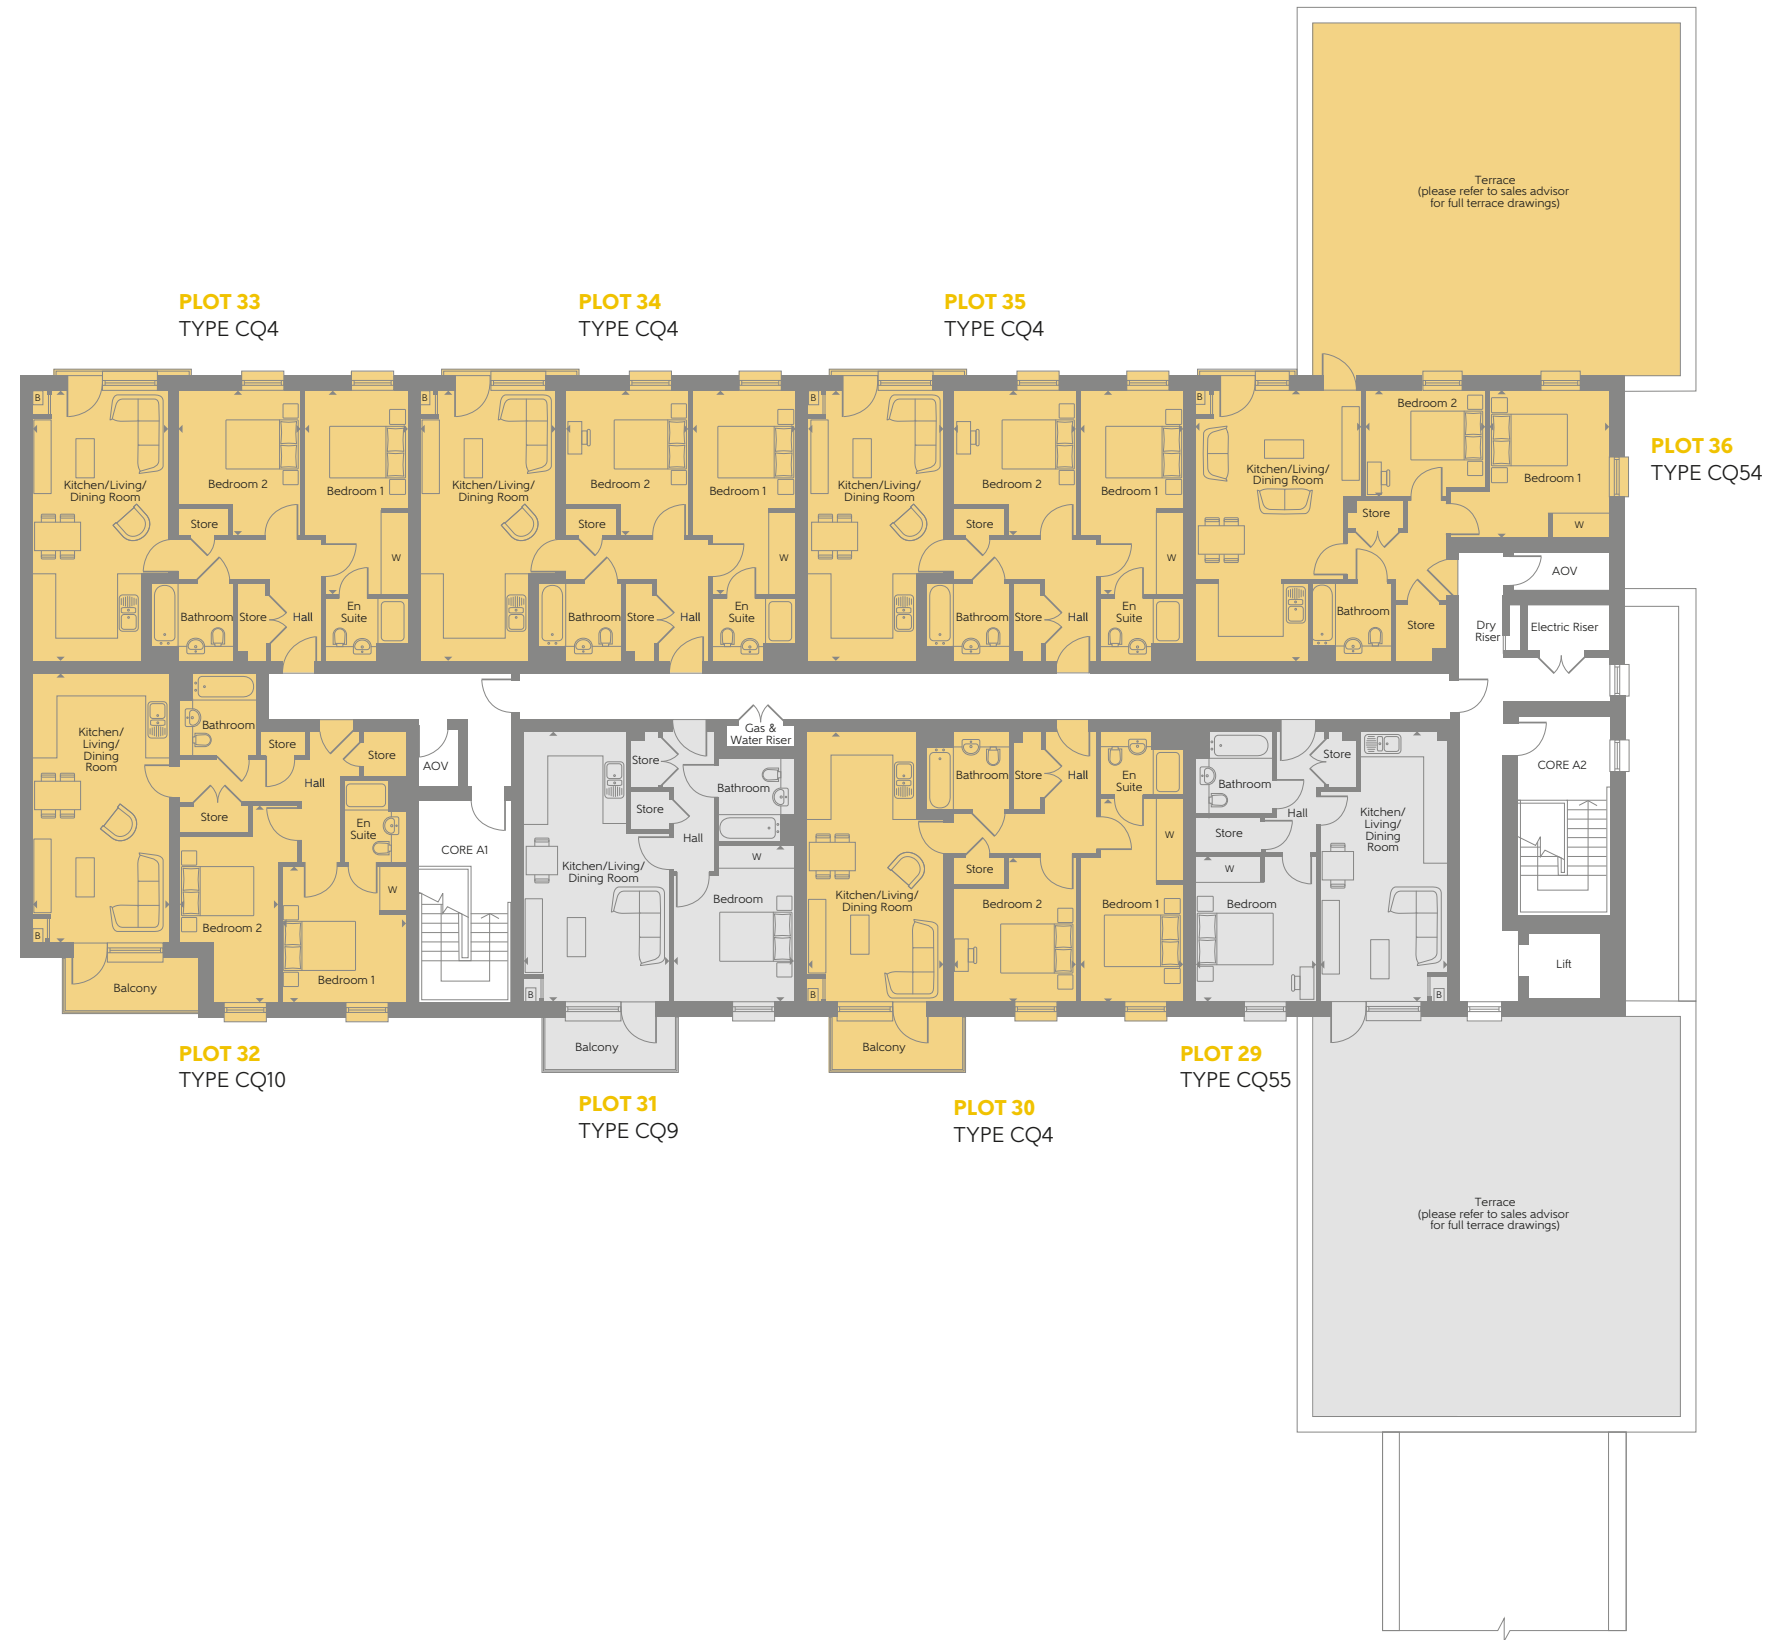 Terrace
(please refer to sales advisor
for full terrace drawings)
PLOT 33
TYPE CQ4
PLOT 34
TYPE CQ4
PLOT 35
TYPE CQ4
PLOT 36
TYPE CQ54
B
Kitchen/Living/
Dining Room
Bedroom 2
Bedroom 1
Store
W
Bathroom
Store
Hall
En
Suite
B
Kitchen/Living/
Dining Room
Bedroom 2
Bedroom 1
Store
W
Bathroom
Store
Hall
En
Suite
B
Kitchen/Living/
Dining Room
Bedroom 2
Bedroom 1
Store
W
Bathroom
Store
Hall
En
Suite
B
Kitchen/Living/
Dining Room
Bedroom 2
Bedroom 1
Store
W
Bathroom
Store
AOV
Dry
Riser
Electric Riser
Kitchen/
Living/
Dining
Room
Bathroom
Store
Store
Hall
Store
En
Suite
W
Bedroom 2
Bedroom 1
B
Balcony
AOV
CORE A1
Gas &
Water Riser
Store
Bathroom
Store
Hall
Kitchen/Living/
Dining Room
W
Bedroom
B
Balcony
Bathroom
Store
Hall
En
Suite
W
Store
Kitchen/Living/
Dining Room
Bedroom 2
Bedroom 1
B
Balcony
Bathroom
Store
Hall
Store
Kitchen/
Living/
Dining
Room
W
Bedroom
B
CORE A2
Lift
PLOT 32
TYPE CQ10
PLOT 31
TYPE CQ9
PLOT 30
TYPE CQ4
PLOT 29
TYPE CQ55
Terrace
(please refer to sales advisor
for full terrace drawings)